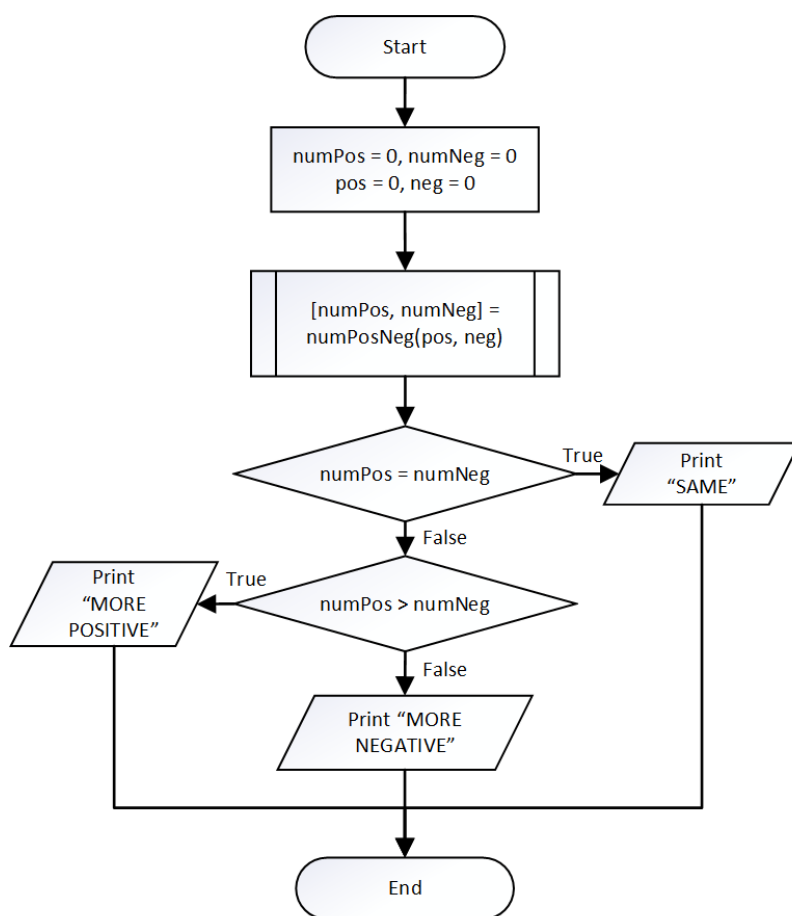 Start
numPos = 0, numNeg = 0
pos = 0, neg = 0
[numPos, numNeg] =
numPosNeg(pos, neg)
numPos = numNeg
True
Print
“SAME”
False
numPos > numNeg
True
Print
“MORE
POSITIVE”
False
Print “MORE
NEGATIVE”
End